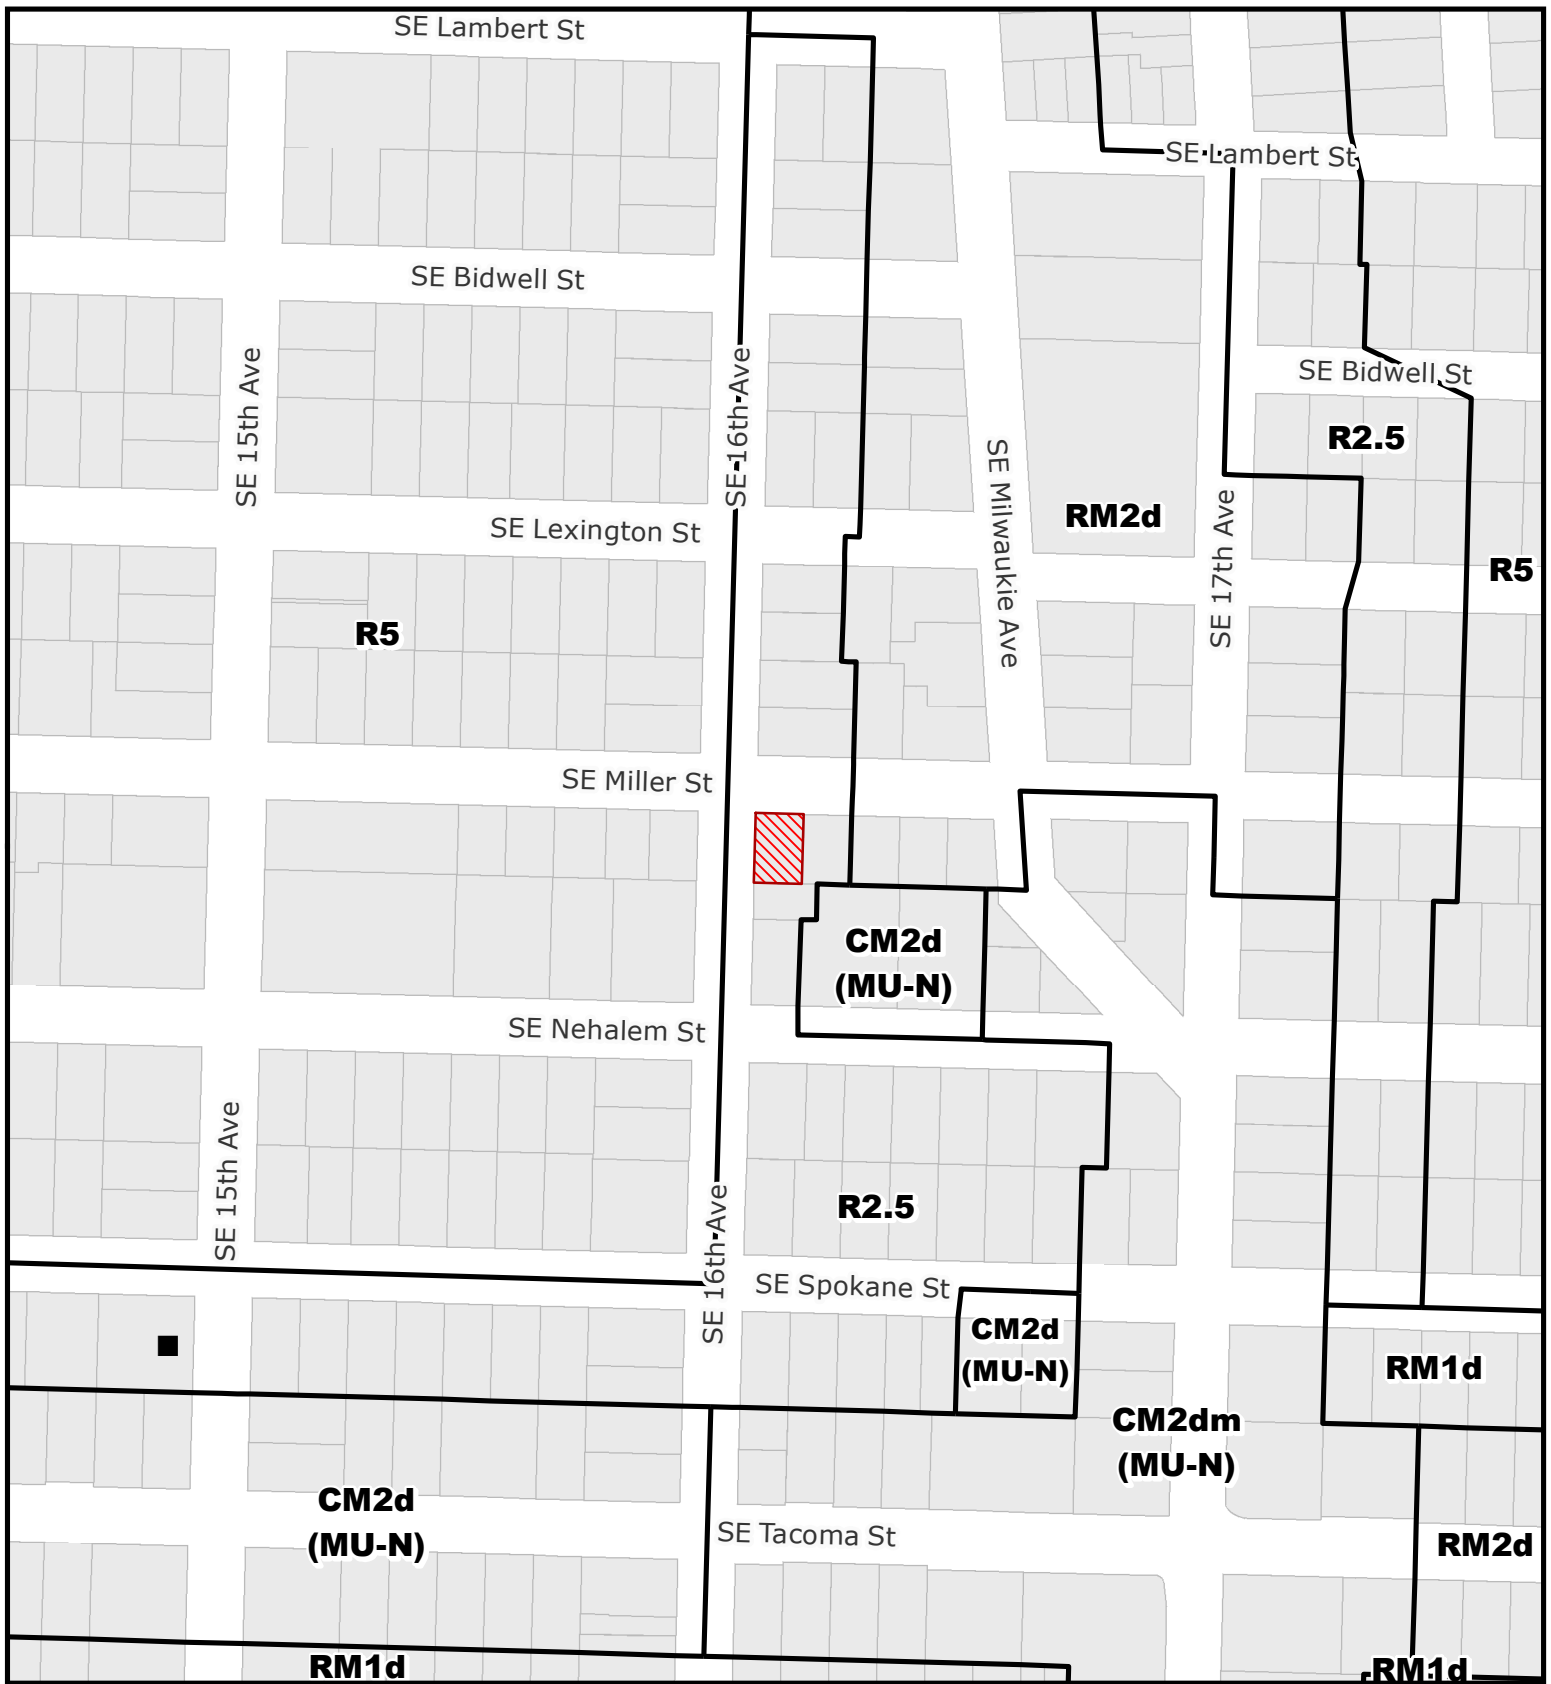 SE Lambert St
SE Lambert St
SE Bidwell St
SE 15th Ave
SE 16th Ave
SE Bidwell St
R2.5
SE Milwaukie Ave
RM2d
SE 17th Ave
SE Lexington St
R5
R5
SE Miller St
CM2d
(MU-N)
SE Nehalem St
SE 15th Ave
R2.5
SE 16th Ave
SE Spokane St
CM2d
(MU-N)
RM1d
CM2dm
(MU-N)
CM2d
(MU-N)
SE Tacoma St
RM2d
RM1d
RM1d